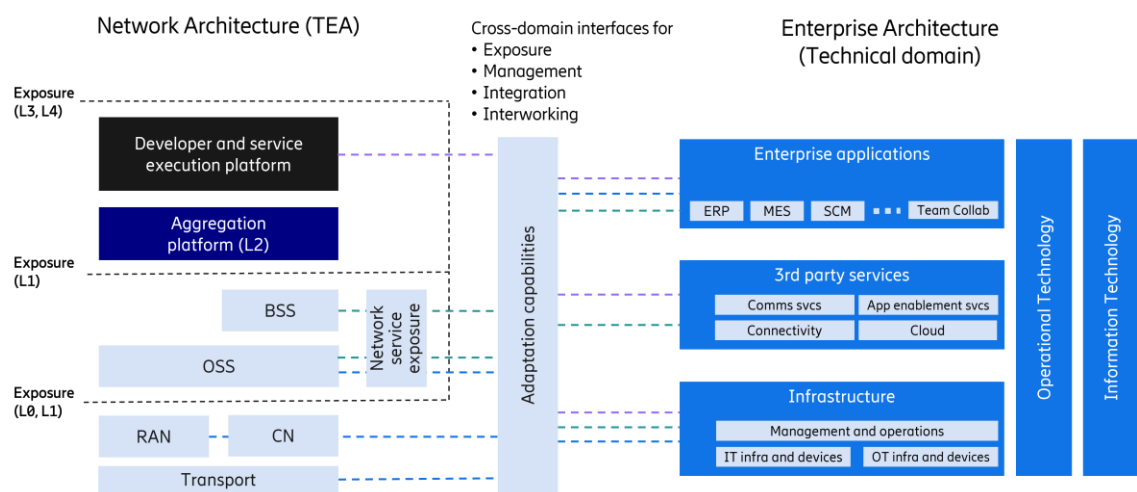 Network Architecture (TEA)
Cross-domain interfaces for
• Exposure
• Management
• Integration
• Interworking
Enterprise Architecture
(Technical domain)
Exposure
(L3, L4)
Developer and service
execution platform
Aggregation
platform (L2)
Exposure
(L1)
BSS
OSS
Network
service
exposure
Exposure
(L0, L1)
RAN
CN
Transport
Adaptation capabilities
Enterprise applications
ERP
MES
SCM
Team Collab
3rd party services
Comms svcs
App enablement svcs
Connectivity
Cloud
Infrastructure
Management and operations
IT infra and devices
OT infra and devices
Operational Technology
Information Technology